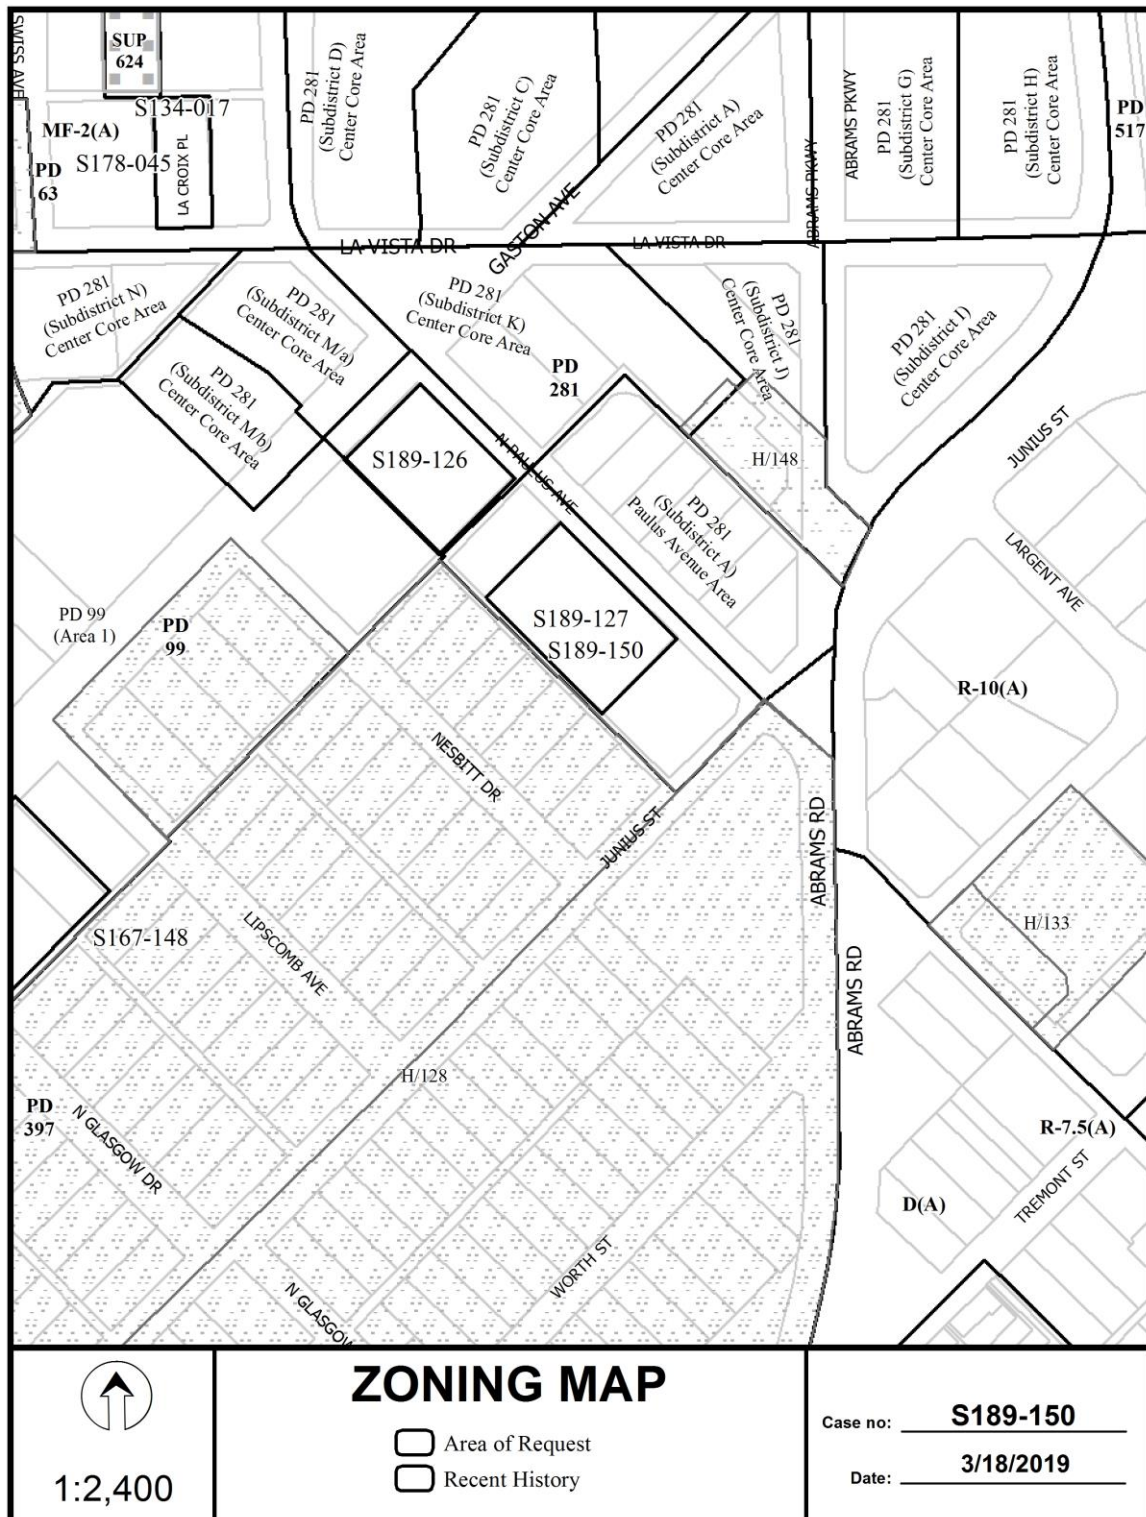 SWISS AVE
SUP
624
S134-017
MF-2(A)
S178-045
LA CROIX PL
PD
63
PD 281
(Subdistrict D)
Center Core Area
PD 281
(Subdistrict C)
Center Core Area
PD 281
(Subdistrict A)
Center Core Area
ABRAMS PKWY
ABRAMS PKWY
PD 281
(Subdistrict G)
Center Core Area
PD 281
(Subdistrict H)
Center Core Area
PD
517
LA VISTA DR
GASTON AVE
LA VISTA DR
PD 281
(Subdistrict N)
Center Core Area
PD 281
(Subdistrict M/a)
Center Core Area
PD 281
(Subdistrict K)
Center Core Area
PD 281
(Subdistrict J)
Center Core Area
PD 281
(Subdistrict I)
Center Core Area
PD 281
(Subdistrict M/b)
Center Core Area
PD
281
S189-126
N PAULUS AVE
H/148
JUNIUS ST
PD 281
(Subdistrict A)
Paulus Avenue Area
LARGENT AVE
PD 99
(Area 1)
PD
99
S189-127
S189-150
R-10(A)
NESBITT DR
JUNIUS ST
ABRAMS RD
S167-148
LIPSCOMB AVE
H/133
ABRAMS RD
H/128
PD
397
N GLASGOW DR
R-7.5(A)
D(A)
TREMONT ST
WORTH ST
N GLASGOW
1:2,400
ZONING MAP
Area of Request
Recent History
Case no: S189-150
Date: 3/18/2019